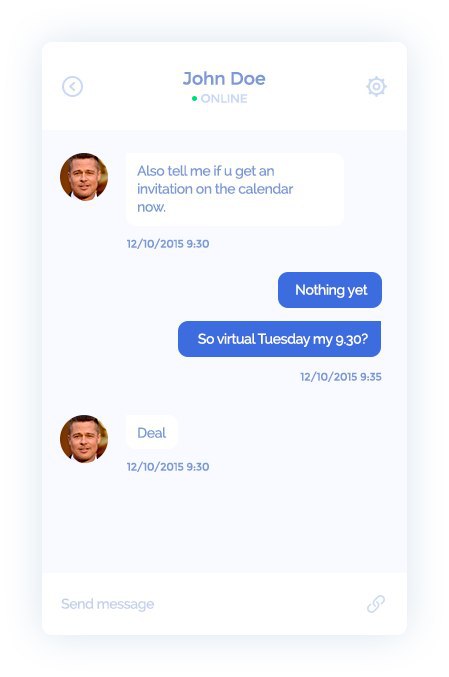 John Doe
ONLINE
Also tell me if u get an
invitation on the calendar
now.
12/10/2015 9:30
Nothing yet
So virtual Tuesday my 9.30?
12/10/2015 9:35
Deal
12/10/2015 9:30
Send message